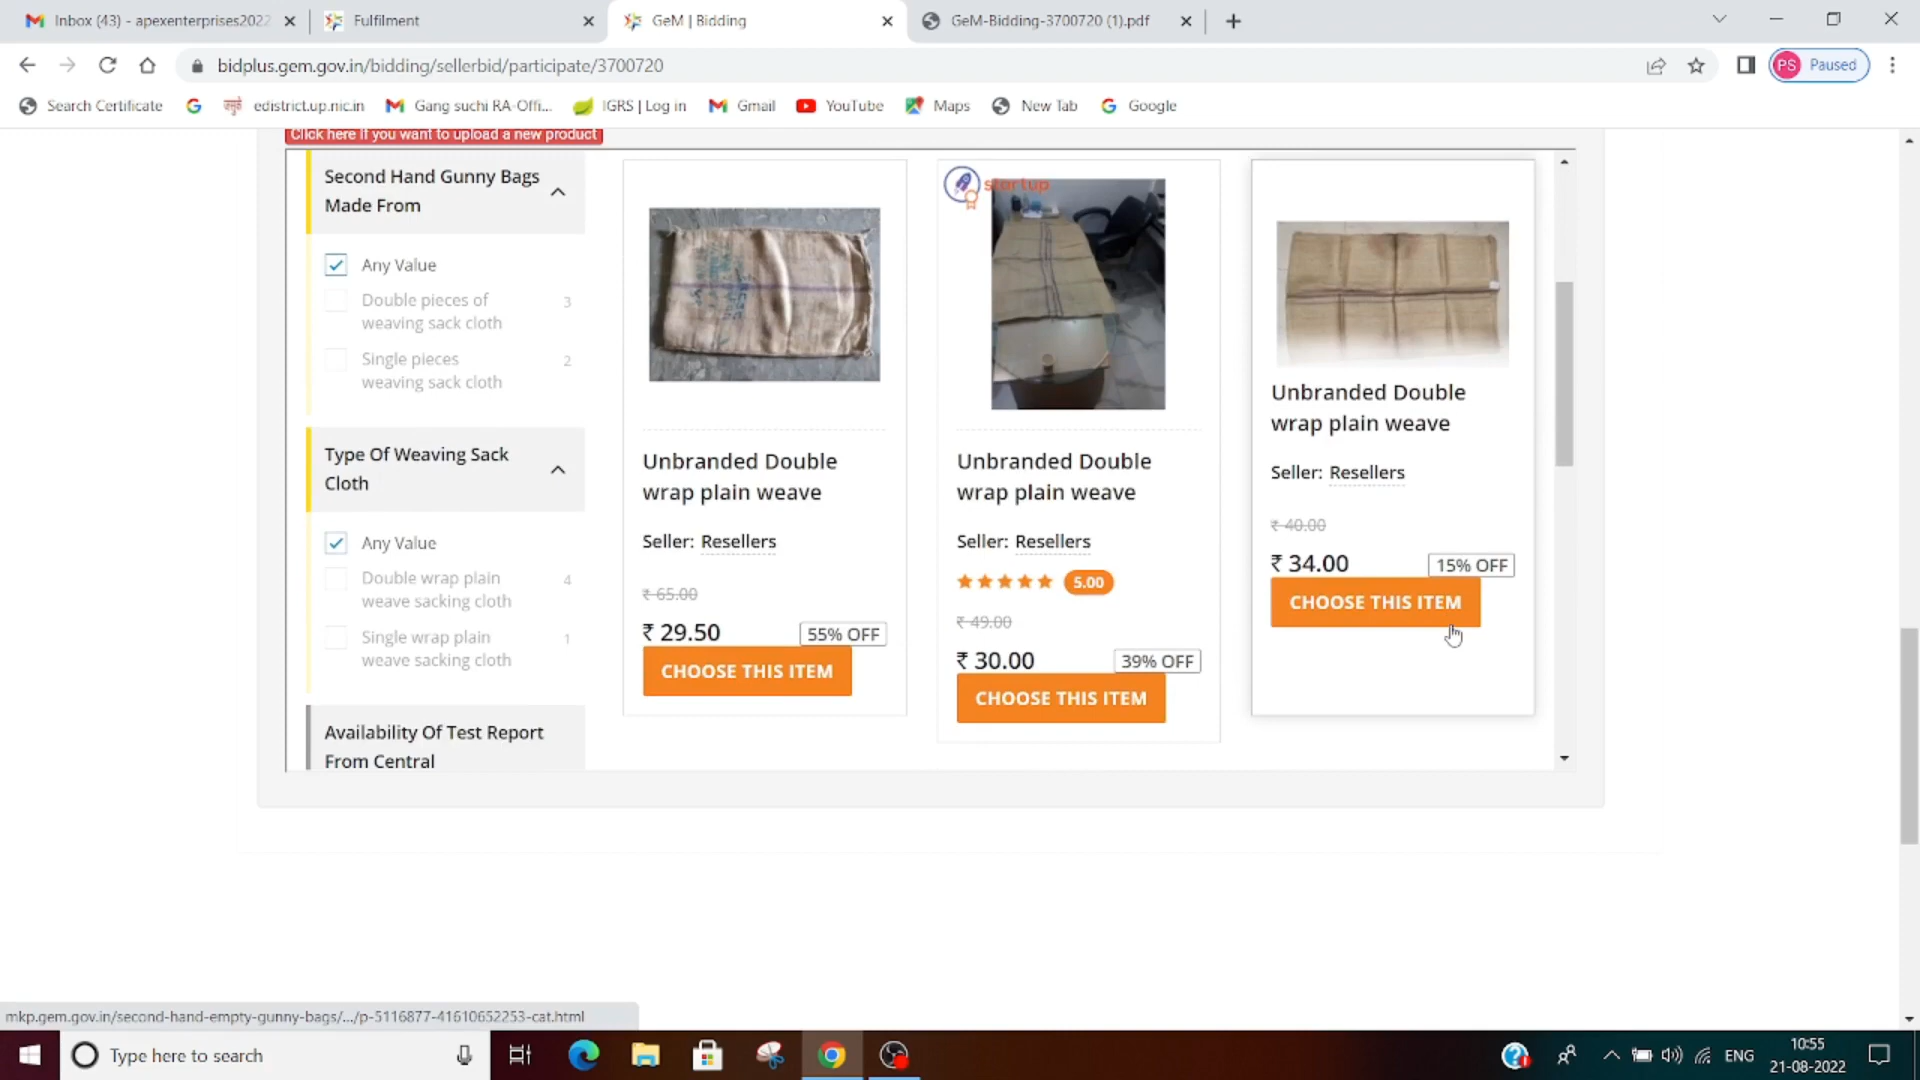 Inbox (43) - apexenterprises2022
Fulfilment
GeM | Bidding
GeM-Bidding-3700720 (1).pdf
bidplus.gem.gov.in/bidding/sellerbid/participate/3700720
PS Paused
Search Certificate
edistrict.up.nic.in
Gang suchi RA-Offi...
IGRS | Log in
Gmail
YouTube
Maps
New Tab
Google
Click here if you want to upload a new product
Second Hand Gunny Bags
Made From
Any Value
Double pieces of 3
weaving sack cloth
Single pieces 2
weaving sack cloth
Type Of Weaving Sack
Cloth
Any Value
Double wrap plain 4
weave sacking cloth
Single wrap plain 1
weave sacking cloth
Availability Of Test Report
From Central
Unbranded Double
wrap plain weave
Seller: Resellers
₹ 65.00
₹ 29.50 55% OFF
CHOOSE THIS ITEM
startup
Unbranded Double
wrap plain weave
Seller: Resellers
5.00
₹ 49.00
₹ 30.00 39% OFF
CHOOSE THIS ITEM
Unbranded Double
wrap plain weave
Seller: Resellers
₹ 40.00
₹ 34.00 15% OFF
CHOOSE THIS ITEM
mkp.gem.gov.in/second-hand-empty-gunny-bags/.../p-5116877-41610652253-cat.html
Type here to search
ENG
10:55
21-08-2022